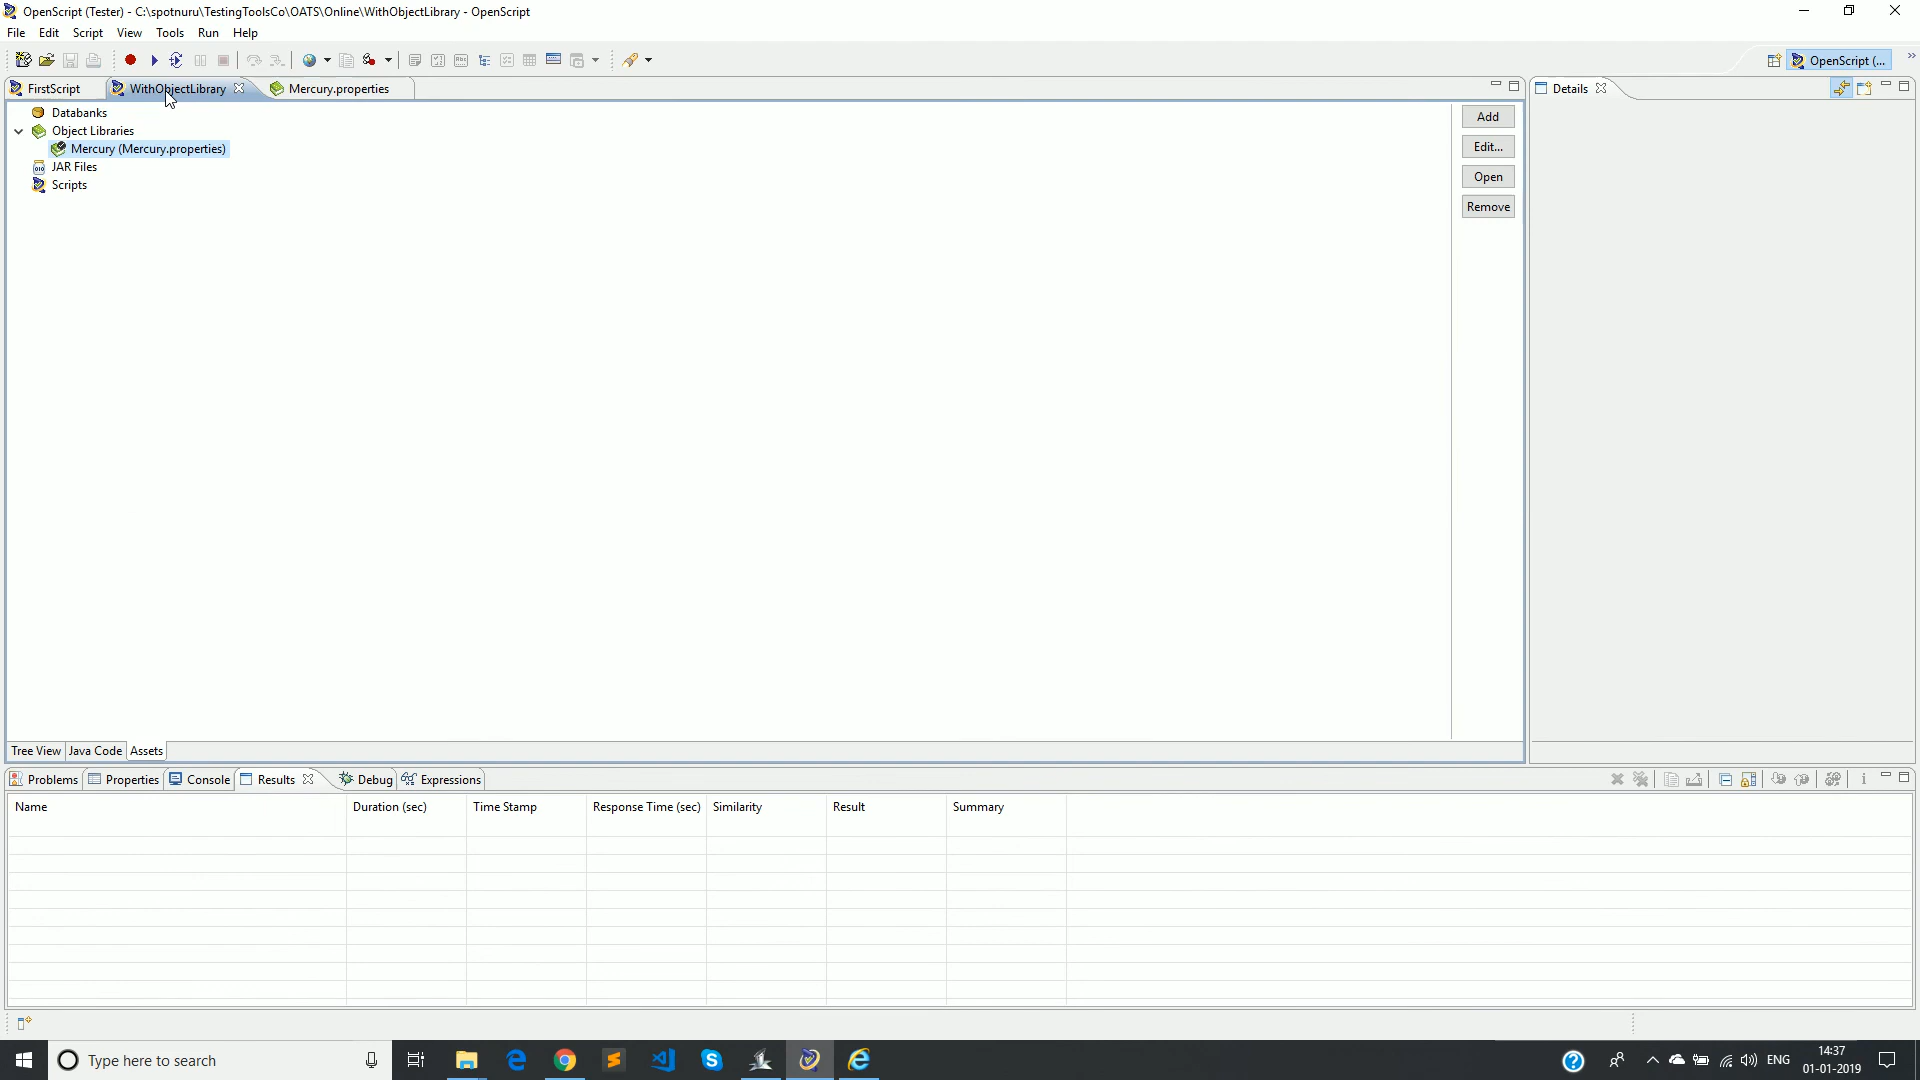 OpenScript (Tester) - C:\spotnuru\TestingToolsCo\OATS\Online\WithObjectLibrary - OpenScript
File Edit Script View Tools Run Help
OpenScript (...
FirstScript WithObjectLibrary Mercury.properties Details
Databanks
Object Libraries
Mercury (Mercury.properties)
JAR Files
Scripts
Add
Edit...
Open
Remove
Tree View Java Code Assets
Problems Properties Console Results Debug Expressions
Name Duration (sec) Time Stamp Response Time (sec) Similarity Result Summary
Type here to search
ENG
14:37
01-01-2019